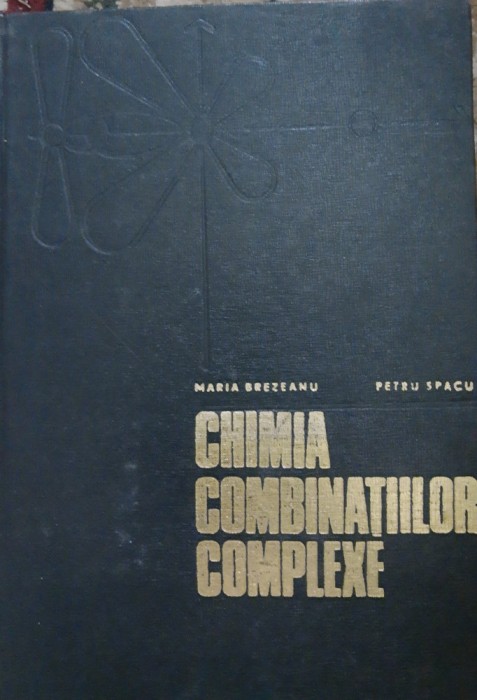 MARIA BREZEANU PETRU SPACU
CHIMIA
COMBINAȚIILOR
COMPLEXE